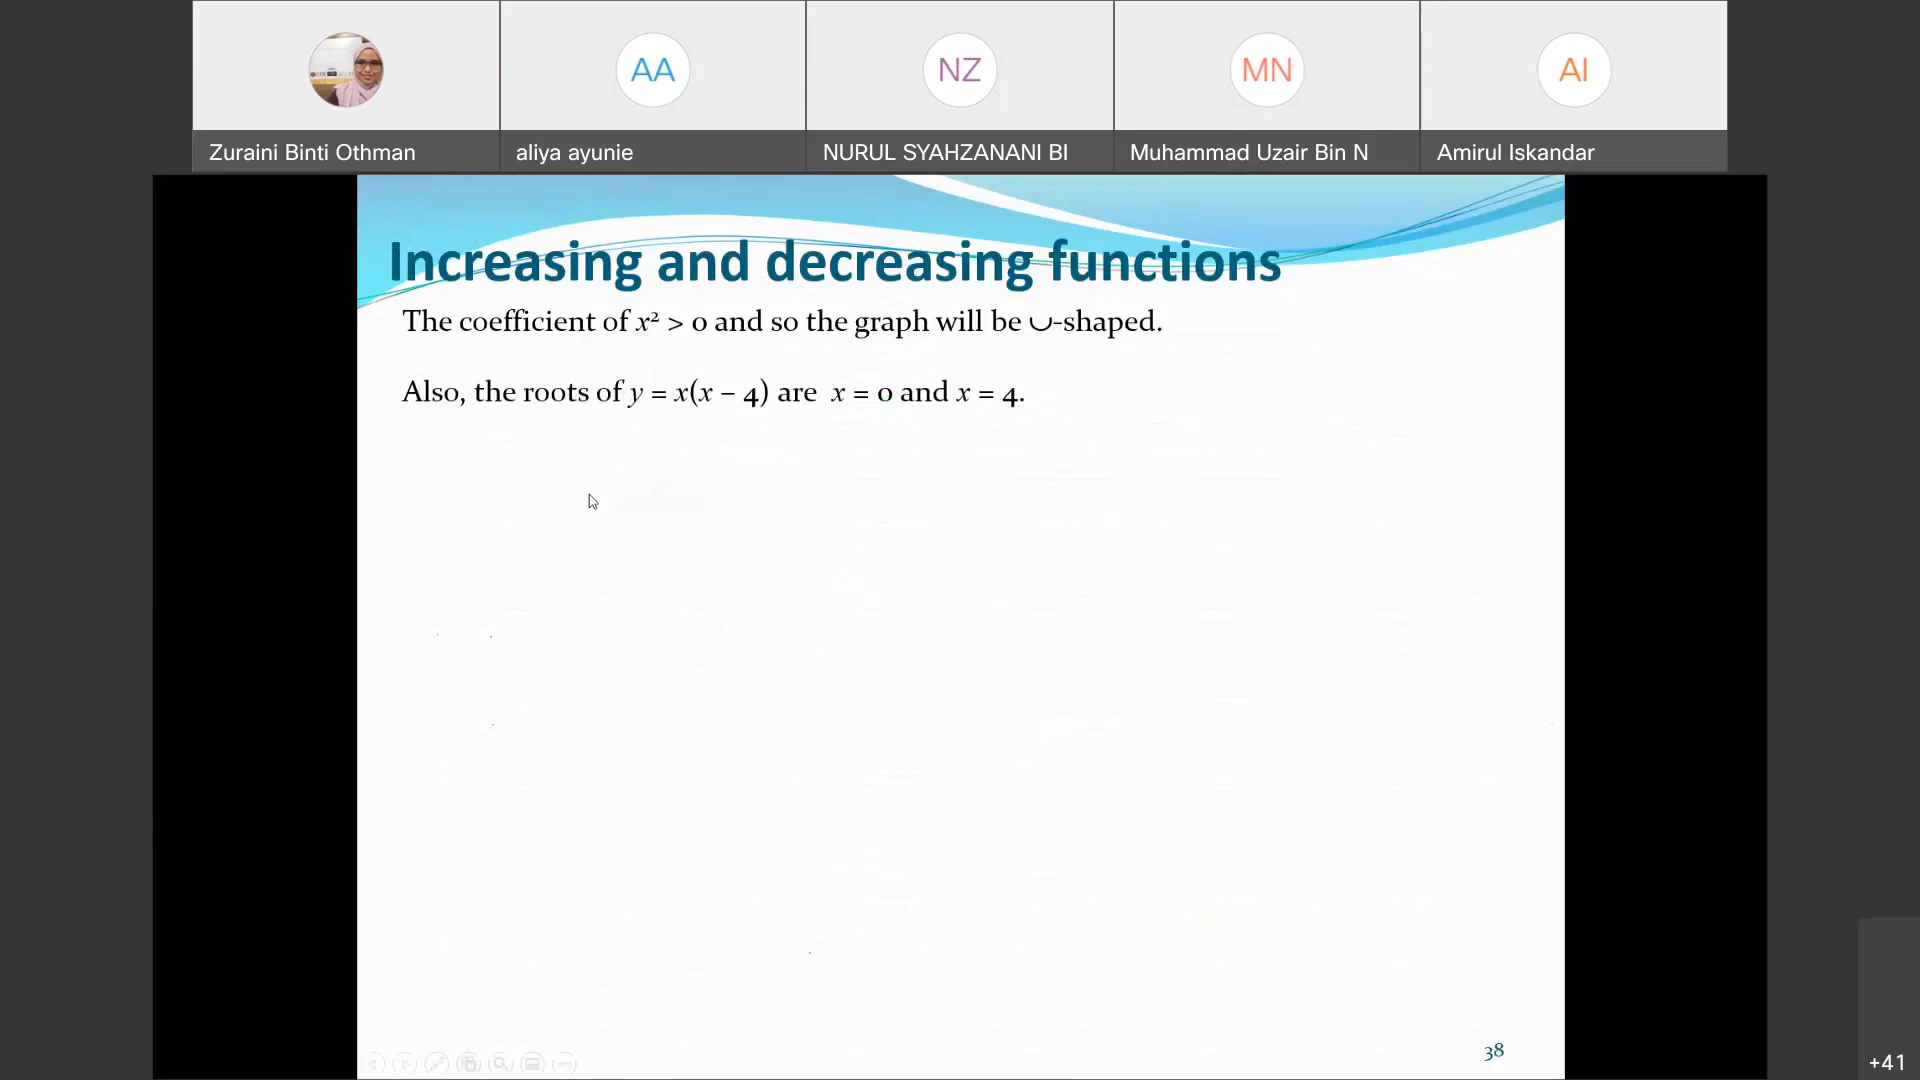 AA
NZ
MN
AI
Zuraini Binti Othman
aliya ayunie
NURUL SYAHZANANI BI
Muhammad Uzair Bin N
Amirul Iskandar
Increasing and decreasing functions
The coefficient of x² > 0 and so the graph will be ∪-shaped.
Also, the roots of y = x(x – 4) are x = 0 and x = 4.
38
+41